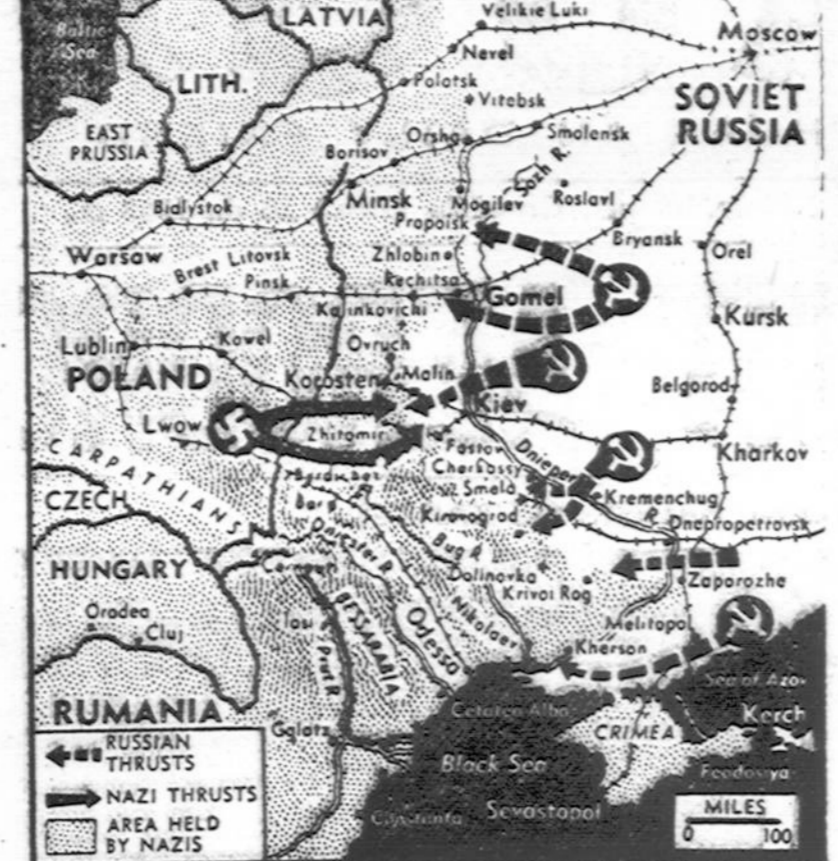 LATVIA
Velikie Luki
Baltic
Sea
Moscow
Nevel
LITH.
Polotsk
Vitebsk
SOVIET
RUSSIA
EAST
PRUSSIA
Orsha
Smolensk
Borisov
Sozh R.
Minsk
Mogilev
Roslavl
Bialystok
Propoisk
Bryansk
Orel
Warsaw
Zhlobin
Brest Litovsk
Pinsk
Rechitsa
Gomel
Kalinkovichi
Kursk
Lublin
Kowel
Ovruch
POLAND
Korosten
Malin
Belgorod
Kiev
Lwow
Zhitomir
Fastov
Dnieper
R.
Kharkov
CARPATHIANS
Cherkassy
Smela
Kremenchug
CZECH.
Kirovograd
Dnepropetrovsk
Bug R.
Dniester R.
HUNGARY
Dolinovka
Zaporozhe
Krivoi Rog
Oradea
Cluj
Iasi
BESSARABIA
Prut R.
Odessa
Nikolaev
Melitopol
Kherson
Sea of Azov
RUMANIA
Cetatea Alba
Kerch
Galatz
CRIMEA
Black Sea
Feodosiya
Sevastopol
RUSSIAN
THRUSTS
NAZI THRUSTS
AREA HELD
BY NAZIS
MILES
0 100